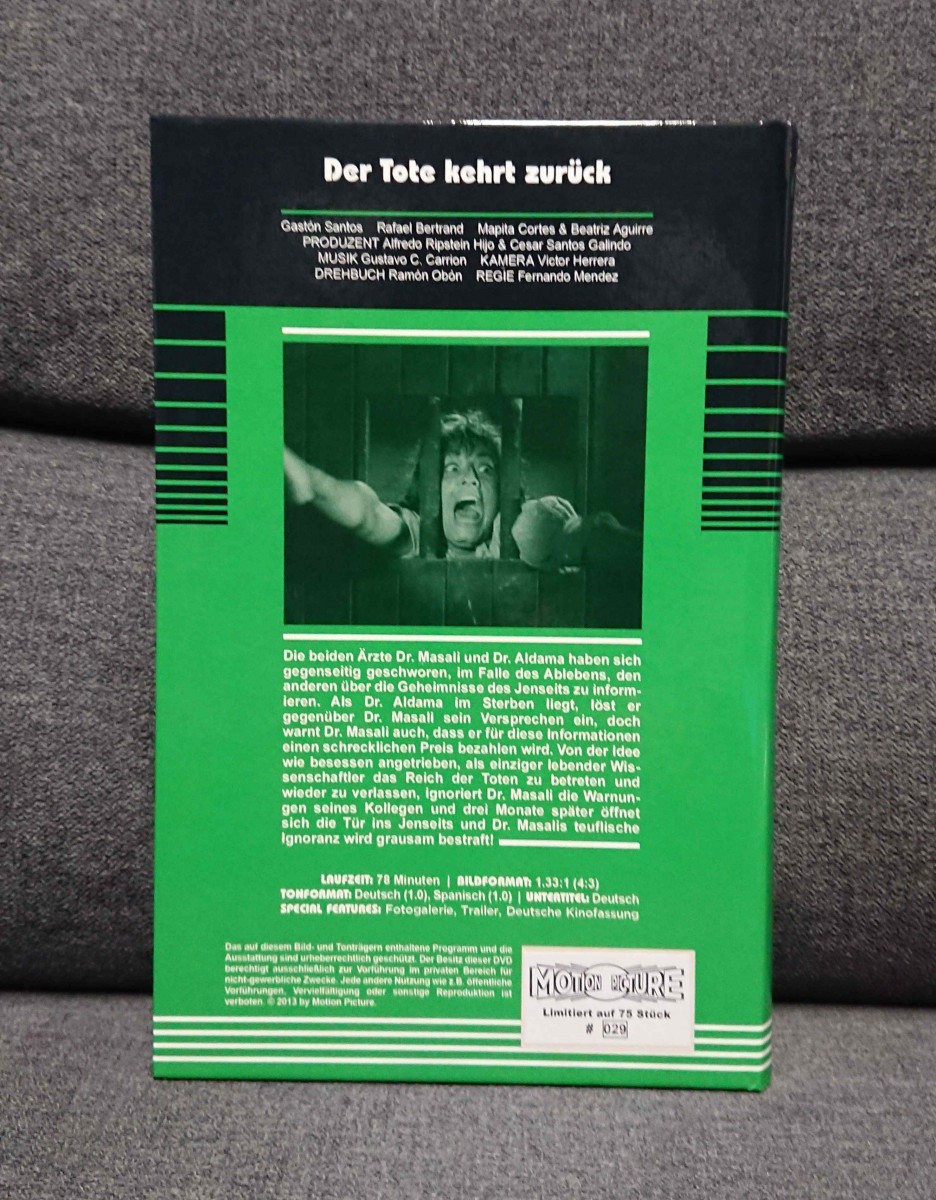 Der Tote kehrt zurück
Gastón Santos Rafael Bertrand Mapita Cortes & Beatriz Aguirre
PRODUZENT Alfredo Ripstein Hijo & Cesar Santos Galindo
MUSIK Gustavo C. Carrion KAMERA Victor Herrera
DREHBUCH Ramón Obón REGIE Fernando Mendez
Die beiden Ärzte Dr. Masali und Dr. Aldama haben sich
gegenseitig geschworen, im Falle des Ablebens, den
anderen über die Geheimnisse des Jenseits zu inform-
ieren. Als Dr. Aldama im Sterben liegt, löst er
gegenüber Dr. Masali sein Versprechen ein, doch
warnt Dr. Masali auch, dass er für diese Informationen
einen schrecklichen Preis bezahlen wird. Von der Idee
wie besessen angetrieben, als einziger lebender Wis-
senschaftler das Reich der Toten zu betreten und
wieder zu verlassen, ignoriert Dr. Masali die Warnun-
gen seines Kollegen und drei Monate später öffnet
sich die Tür ins Jenseits und Dr. Masalis teuflische
Ignoranz wird grausam bestraft!
LAUFZEIT: 78 Minuten | BILDFORMAT: 1.33:1 (4:3)
TONFORMAT: Deutsch (1.0), Spanisch (1.0) | UNTERTITEL: Deutsch
SPECIAL FEATURES: Fotogalerie, Trailer, Deutsche Kinofassung
Das auf diesem Bild- und Tonträgern enthaltene Programm und die
Ausstattung sind urheberrechtlich geschützt. Der Besitz dieser DVD
berechtigt ausschließlich zur Vorführung im privaten Bereich für
nicht-gewerbliche Zwecke. Jede andere Nutzung wie z.B. öffentliche
Vorführungen, Vervielfältigung oder sonstige Reproduktion ist
verboten. © 2013 by Motion Picture.
MOTION PICTURE
Limitiert auf 75 Stück
# 029